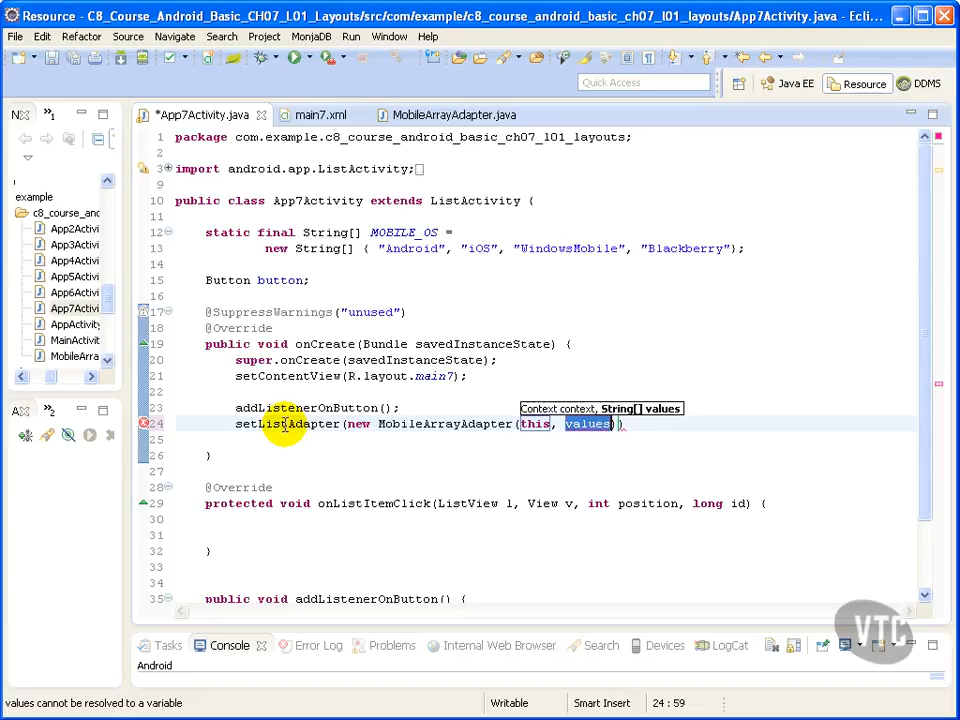 Resource - C8_Course_Android_Basic_CH07_L01_Layouts/src/com/example/c8_course_android_basic_ch07_l01_layouts/App7Activity.java - Ecli...
File Edit Refactor Source Navigate Search Project MonjaDB Run Window Help
Quick Access
Java EE
Resource
DDMS
N
1
*App7Activity.java
main7.xml
MobileArrayAdapter.java
example
c8_course_anc
App2Activi
App3Activi
App4Activi
App5Activi
App6Activi
App7Activi
AppActivity
MainActivit
MobileArra
A
2
1 package com.example.c8_course_android_basic_ch07_l01_layouts;
2
3 import android.app.ListActivity;
9
10 public class App7Activity extends ListActivity {
11
12 static final String[] MOBILE_OS =
13 new String[] { "Android", "iOS", "WindowsMobile", "Blackberry"};
14
15 Button button;
16
17 @SuppressWarnings("unused")
18 @Override
19 public void onCreate(Bundle savedInstanceState) {
20 super.onCreate(savedInstanceState);
21 setContentView(R.layout.main7);
22
23 addListenerOnButton();
Context context, String[] values
24 setListAdapter(new MobileArrayAdapter(this, values))
25
26 }
27
28 @Override
29 protected void onListItemClick(ListView l, View v, int position, long id) {
30
31
32 }
33
34
35 public void addListenerOnButton() {
VTC
Tasks
Console
Error Log
Problems
Internal Web Browser
Search
Devices
LogCat
Android
values cannot be resolved to a variable
Writable
Smart Insert
24 : 59